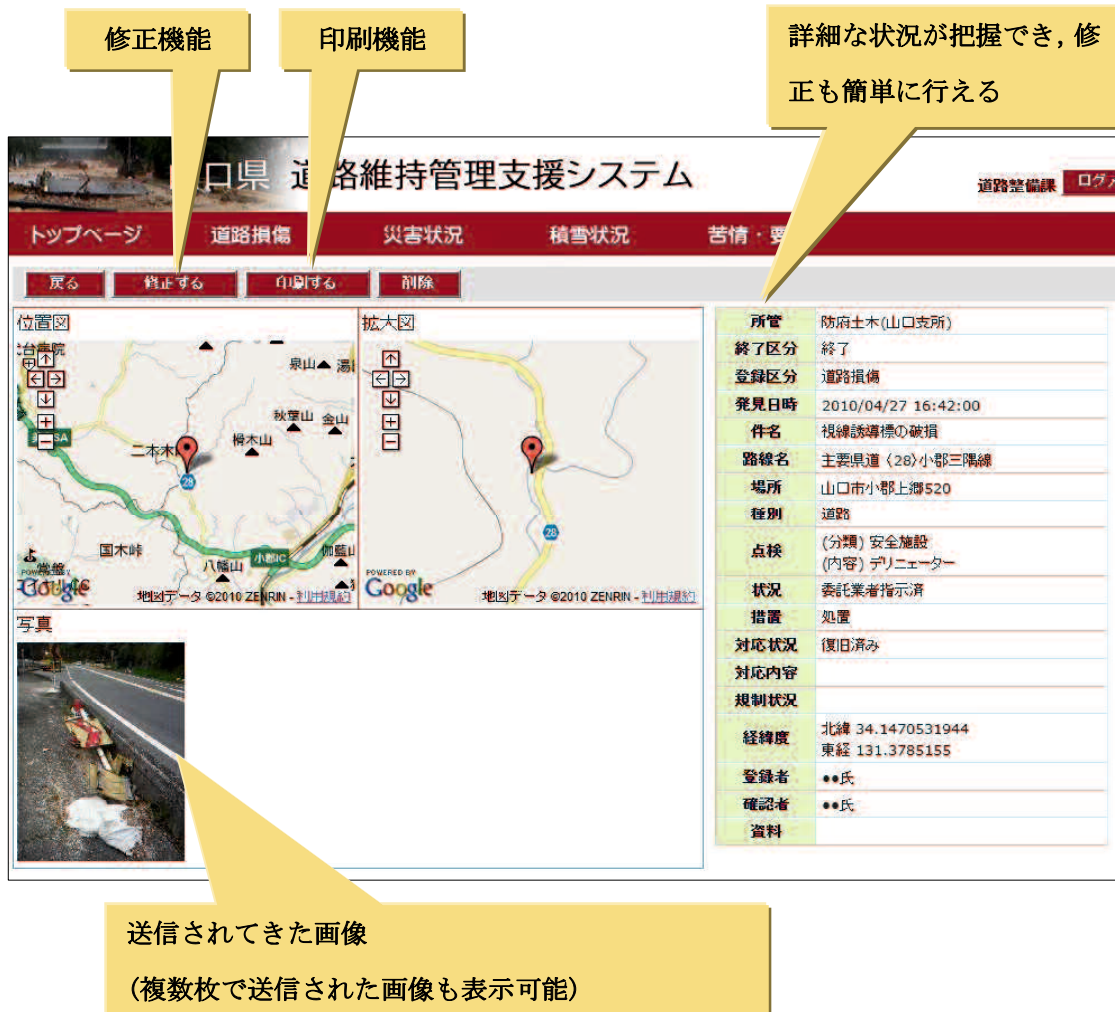 修正機能
印刷機能
詳細な状況が把握でき, 修
正も簡単に行える
口県 道路維持管理支援システム
道路整備課
トップページ 道路損傷 災害状況 積雪状況 苦情・要
戻る 修正する 印刷する 削除
位置図
拡大図
泉山
秋葉山
金山
二本木
28
国木峠
八幡山
小郡IC
POWERED BY
Google
地図データ ©2010 ZENRIN - 利用規約
28
POWERED BY
Google
地図データ ©2010 ZENRIN - 利用規約
写真
所管 防府土木(山口支所)
終了区分 終了
登録区分 道路損傷
発見日時 2010/04/27 16:42:00
件名 視線誘導標の破損
路線名 主要県道〈28〉小郡三隅線
場所 山口市小郡上郷520
種別 道路
点検 (分類) 安全施設
(内容) デリニェーター
状況 委託業者指示済
措置 処置
対応状況 復旧済み
対応内容
規制状況
経緯度 北緯 34.1470531944
東経 131.3785155
登録者 ●●氏
確認者 ●●氏
資料
送信されてきた画像
(複数枚で送信された画像も表示可能)